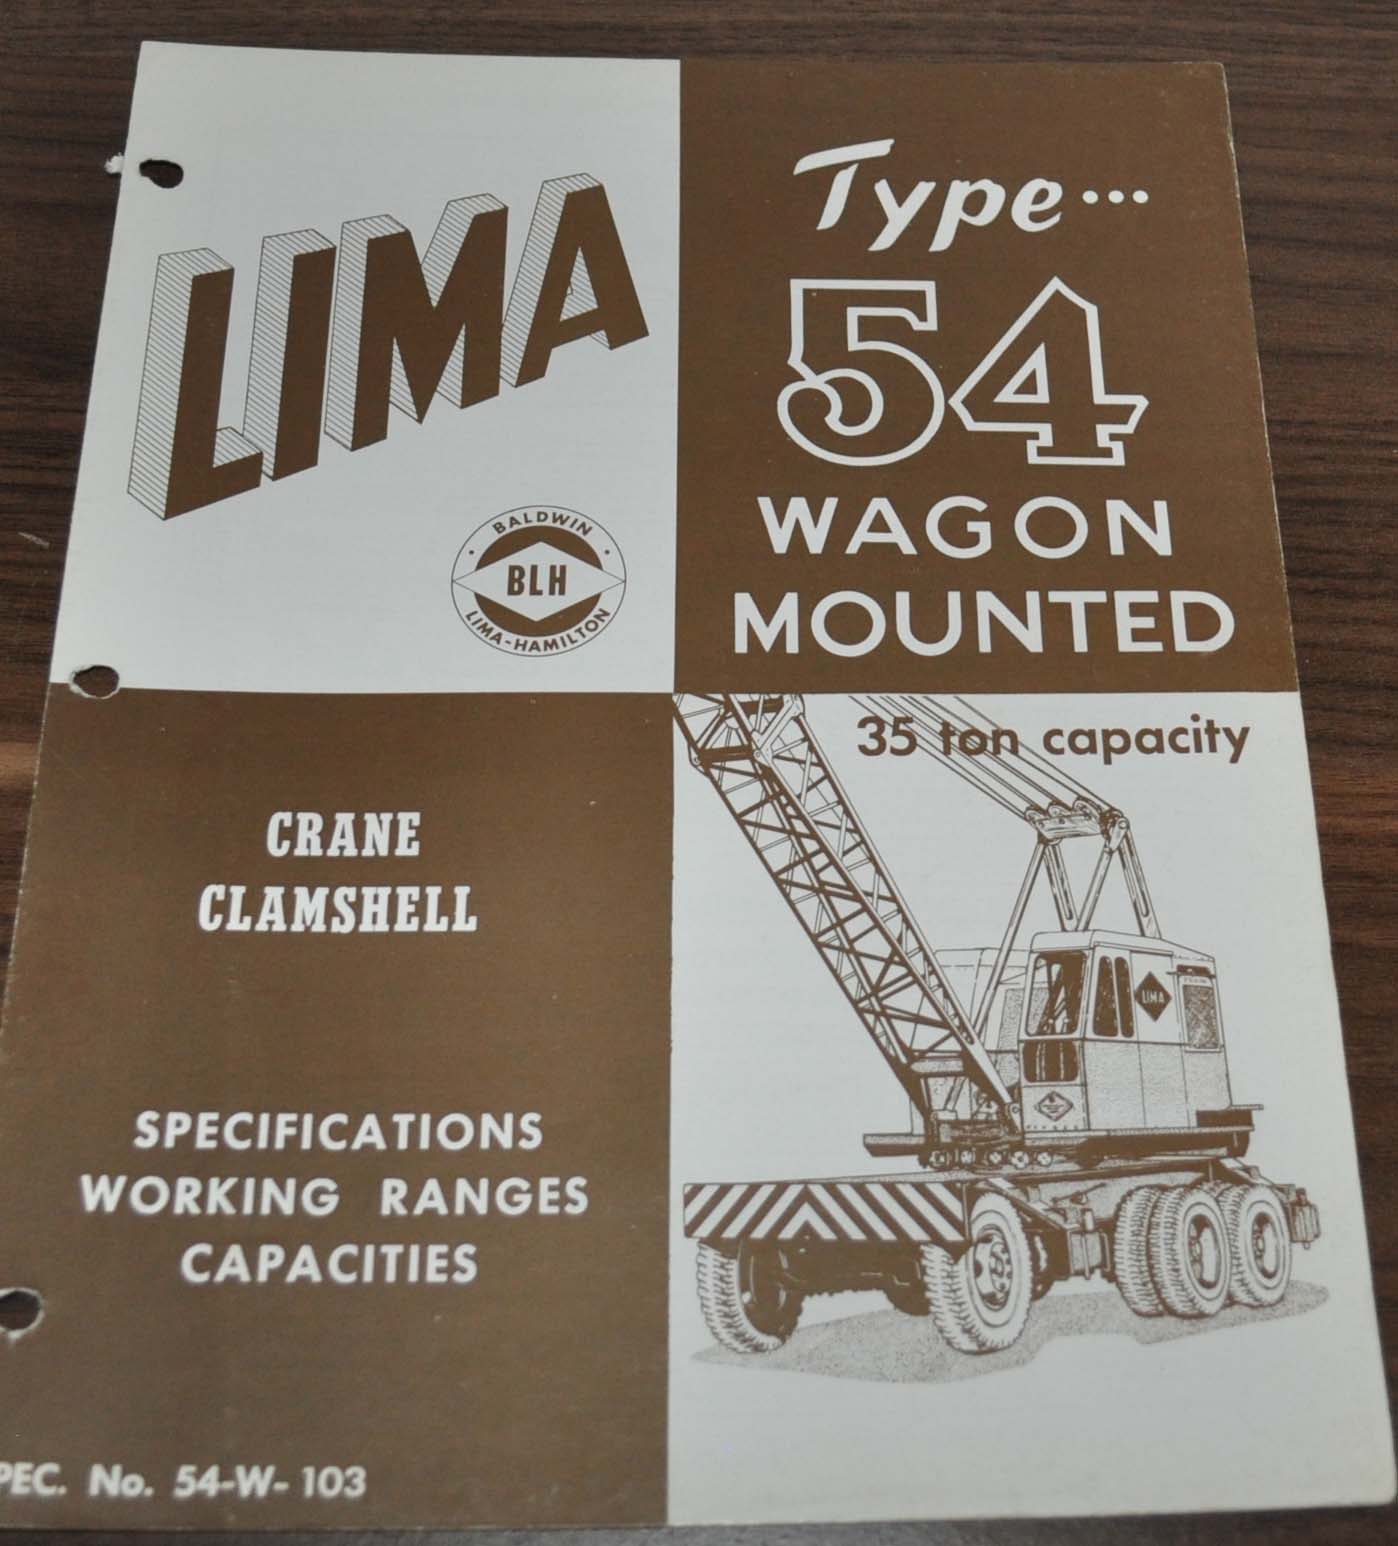 LIMA
BALDWIN
BLH
LIMA-HAMILTON
Type...
54
WAGON
MOUNTED
CRANE
CLAMSHELL
SPECIFICATIONS
WORKING RANGES
CAPACITIES
PEC. No. 54-W-103
35 ton capacity
LIMA